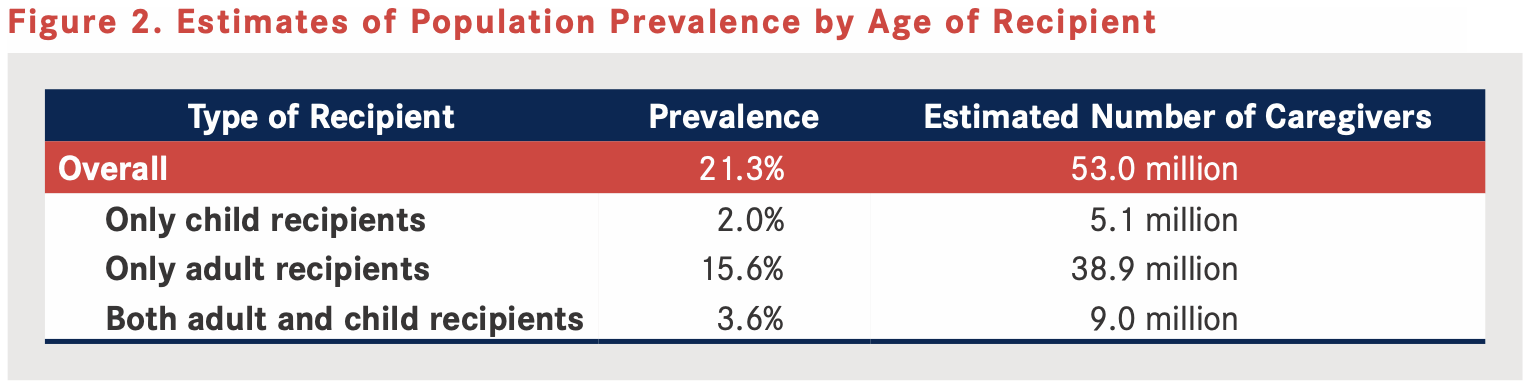 Figure 2. Estimates of Population Prevalence by Age of Recipient
Type of Recipient Prevalence Estimated Number of Caregivers
Overall 21.3% 53.0 million
Only child recipients 2.0% 5.1 million
Only adult recipients 15.6% 38.9 million
Both adult and child recipients 3.6% 9.0 million